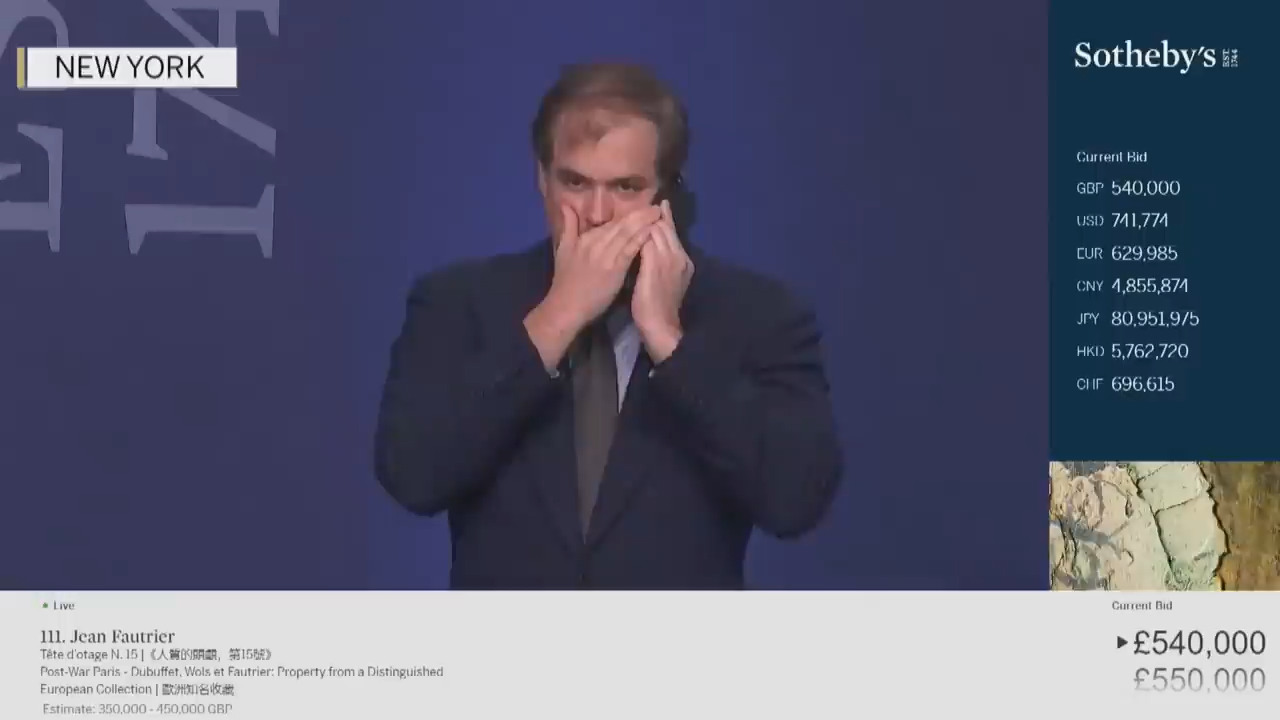 NEW YORK
ES
174
Sotheby's EST. 1744
Current Bid
GBP 540,000
USD 741,774
EUR 629,985
CNY 4,855,874
JPY 80,951,975
HKD 5,762,720
CHF 696,615
Live
111. Jean Fautrier
Tête d'otage N. 15 |《人質的頭顱，第15號》
Post-War Paris - Dubuffet, Wols et Fautrier: Property from a Distinguished
European Collection | 歐洲知名收藏
Estimate: 350,000 - 450,000 GBP
Current Bid
£540,000
£550,000